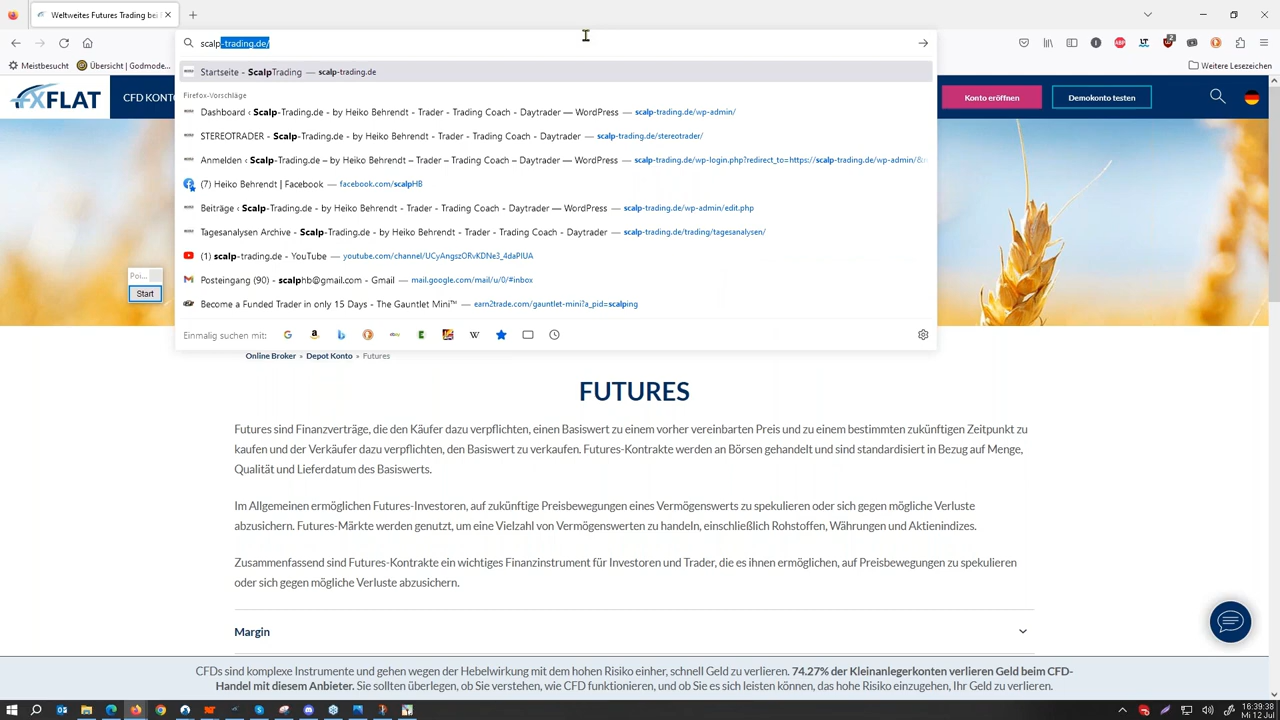 Weltweites Futures Trading bei
scalp-trading.de/
Meistbesucht
Übersicht | Godmode...
Weitere Lesezeichen
Startseite - ScalpTrading — scalp-trading.de
Firefox-Vorschläge
Dashboard ‹ Scalp-Trading.de - by Heiko Behrendt - Trader - Trading Coach - Daytrader — WordPress — scalp-trading.de/wp-admin/
STEREOTRADER - Scalp-Trading.de - by Heiko Behrendt - Trader - Trading Coach - Daytrader — scalp-trading.de/stereotrader/
Anmelden ‹ Scalp-Trading.de – by Heiko Behrendt – Trader – Trading Coach – Daytrader — WordPress — scalp-trading.de/wp-login.php?redirect_to=https://scalp-trading.de/wp-admin/&
(7) Heiko Behrendt | Facebook — facebook.com/scalpHB
Beiträge ‹ Scalp-Trading.de - by Heiko Behrendt - Trader - Trading Coach - Daytrader — WordPress — scalp-trading.de/wp-admin/edit.php
Tagesanalysen Archive - Scalp-Trading.de - by Heiko Behrendt - Trader - Trading Coach - Daytrader — scalp-trading.de/trading/tagesanalysen/
(1) scalp-trading.de - YouTube — youtube.com/channel/UCyAngszORvKDNe3_4daPIUA
Posteingang (90) - scalphb@gmail.com - Gmail — mail.google.com/mail/u/0/#inbox
Become a Funded Trader in only 15 Days - The Gauntlet Mini™ — earn2trade.com/gauntlet-mini?a_pid=scalping
Einmalig suchen mit:
FXFLAT
CFD KONT
Konto eröffnen
Demokonto testen
Poi...
Start
Online Broker » Depot Konto » Futures
FUTURES
Futures sind Finanzverträge, die den Käufer dazu verpflichten, einen Basiswert zu einem vorher vereinbarten Preis und zu einem bestimmten zukünftigen Zeitpunkt zu
kaufen und der Verkäufer dazu verpflichten, den Basiswert zu verkaufen. Futures-Kontrakte werden an Börsen gehandelt und sind standardisiert in Bezug auf Menge,
Qualität und Lieferdatum des Basiswerts.
Im Allgemeinen ermöglichen Futures-Investoren, auf zukünftige Preisbewegungen eines Vermögenswerts zu spekulieren oder sich gegen mögliche Verluste
abzusichern. Futures-Märkte werden genutzt, um eine Vielzahl von Vermögenswerten zu handeln, einschließlich Rohstoffen, Währungen und Aktienindizes.
Zusammenfassend sind Futures-Kontrakte ein wichtiges Finanzinstrument für Investoren und Trader, die es ihnen ermöglichen, auf Preisbewegungen zu spekulieren
oder sich gegen mögliche Verluste abzusichern.
Margin
CFDs sind komplexe Instrumente und gehen wegen der Hebelwirkung mit dem hohen Risiko einher, schnell Geld zu verlieren. 74.27% der Kleinanlegerkonten verlieren Geld beim CFD-
Handel mit diesem Anbieter. Sie sollten überlegen, ob Sie verstehen, wie CFD funktionieren, und ob Sie es sich leisten können, das hohe Risiko einzugehen, Ihr Geld zu verlieren.
16:39:38
Mi 12 Jul